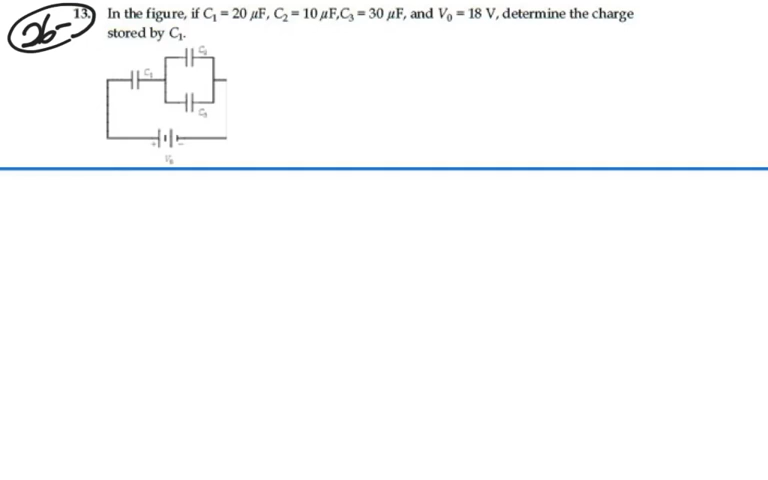 26-
13. In the figure, if C₁ = 20 μF, C₂ = 10 μF,C₃ = 30 μF, and V₀ = 18 V, determine the charge
stored by C₁.
C₂
C₁
C₃
V₀